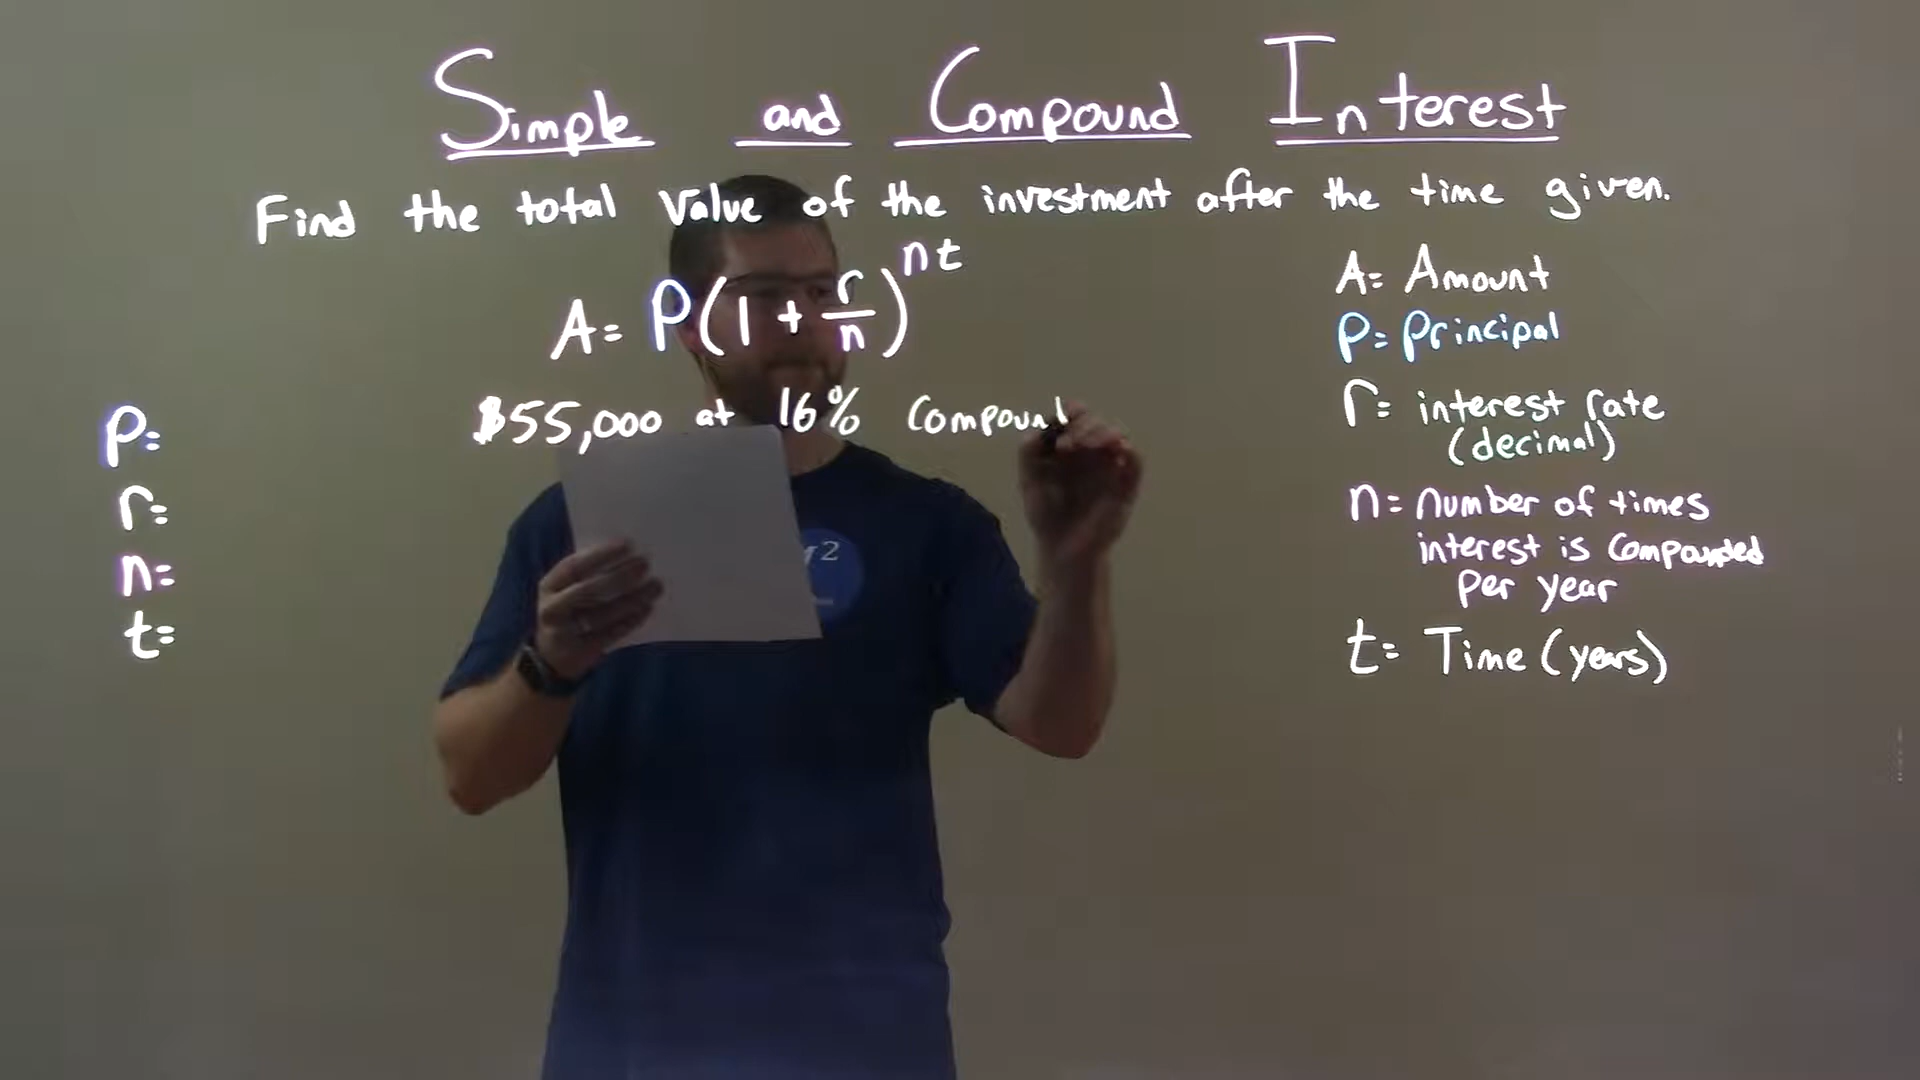 Simple and Compound Interest
Find the total value of the investment after the time given.
A = P(1 + r/n)^nt
$55,000 at 16% Compound
P=
r=
n=
t=
A= Amount
P= Principal
r= interest rate
(decimal)
n= number of times
interest is compounded
per year
t= Time (years)